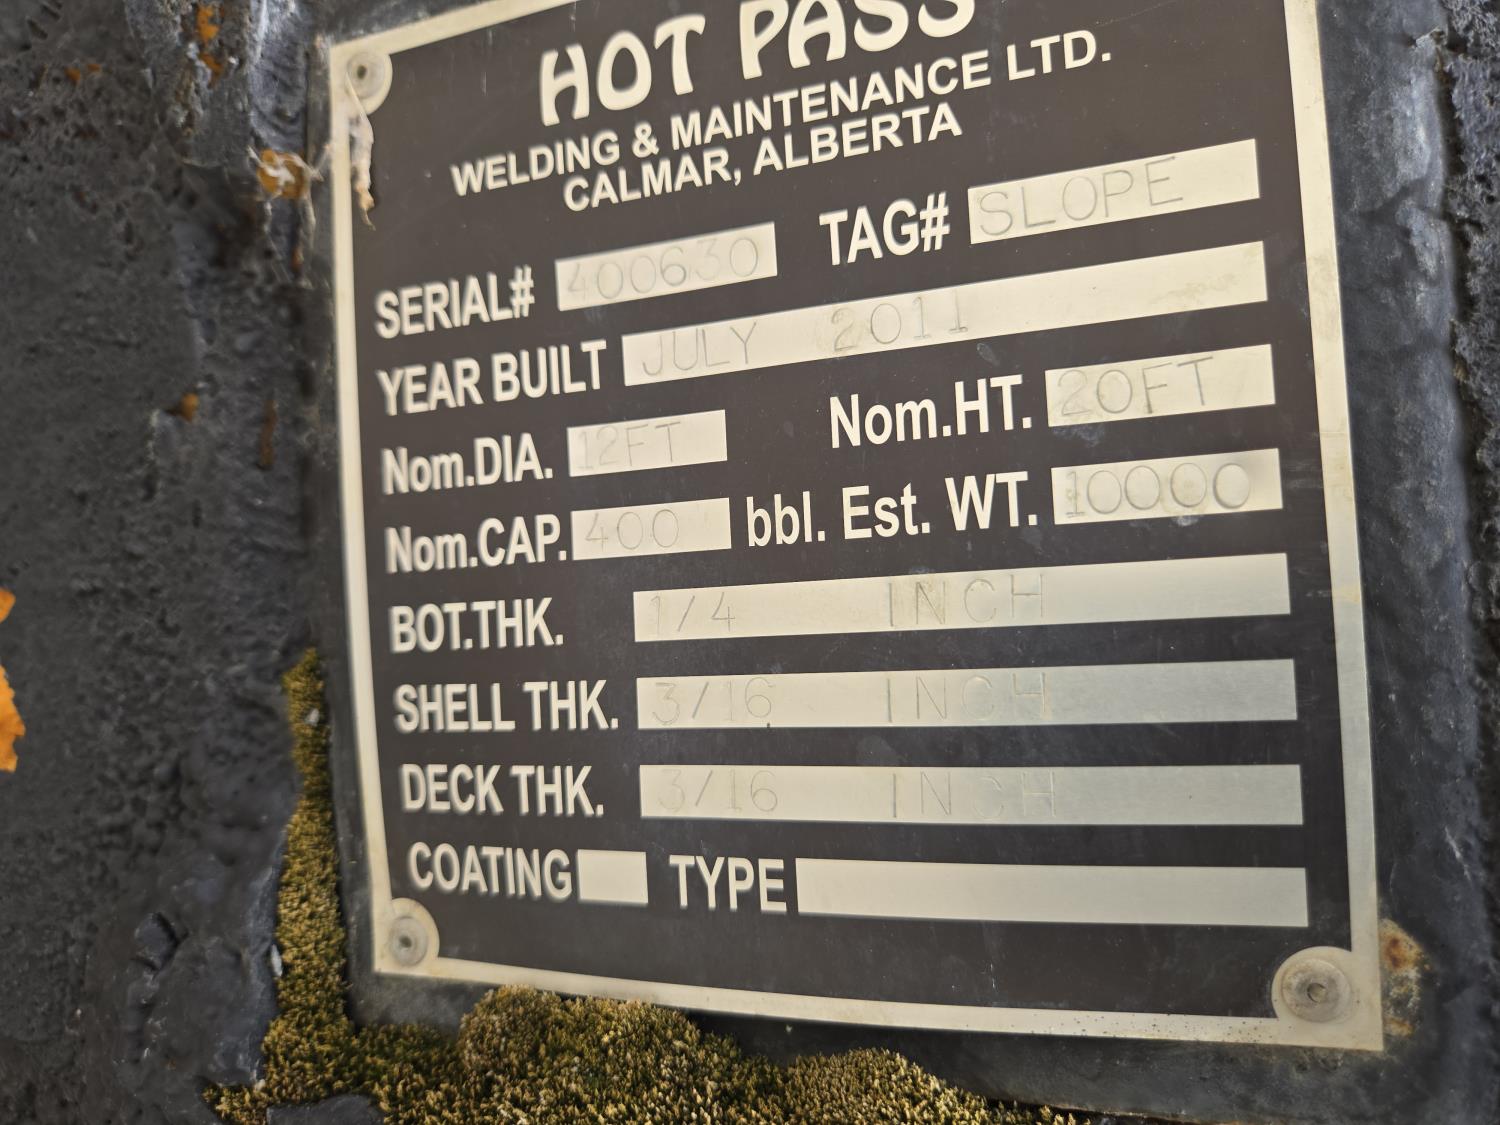 HOT PASS
WELDING & MAINTENANCE LTD.
CALMAR, ALBERTA
SERIAL# 400630 TAG# SLOPE
YEAR BUILT JULY 2011
Nom.DIA. 12FT Nom.HT. 20FT
Nom.CAP. 400 bbl. Est. WT. 10000
BOT.THK. 1/4 INCH
SHELL THK. 3/16 INCH
DECK THK. 3/16 INCH
COATING TYPE